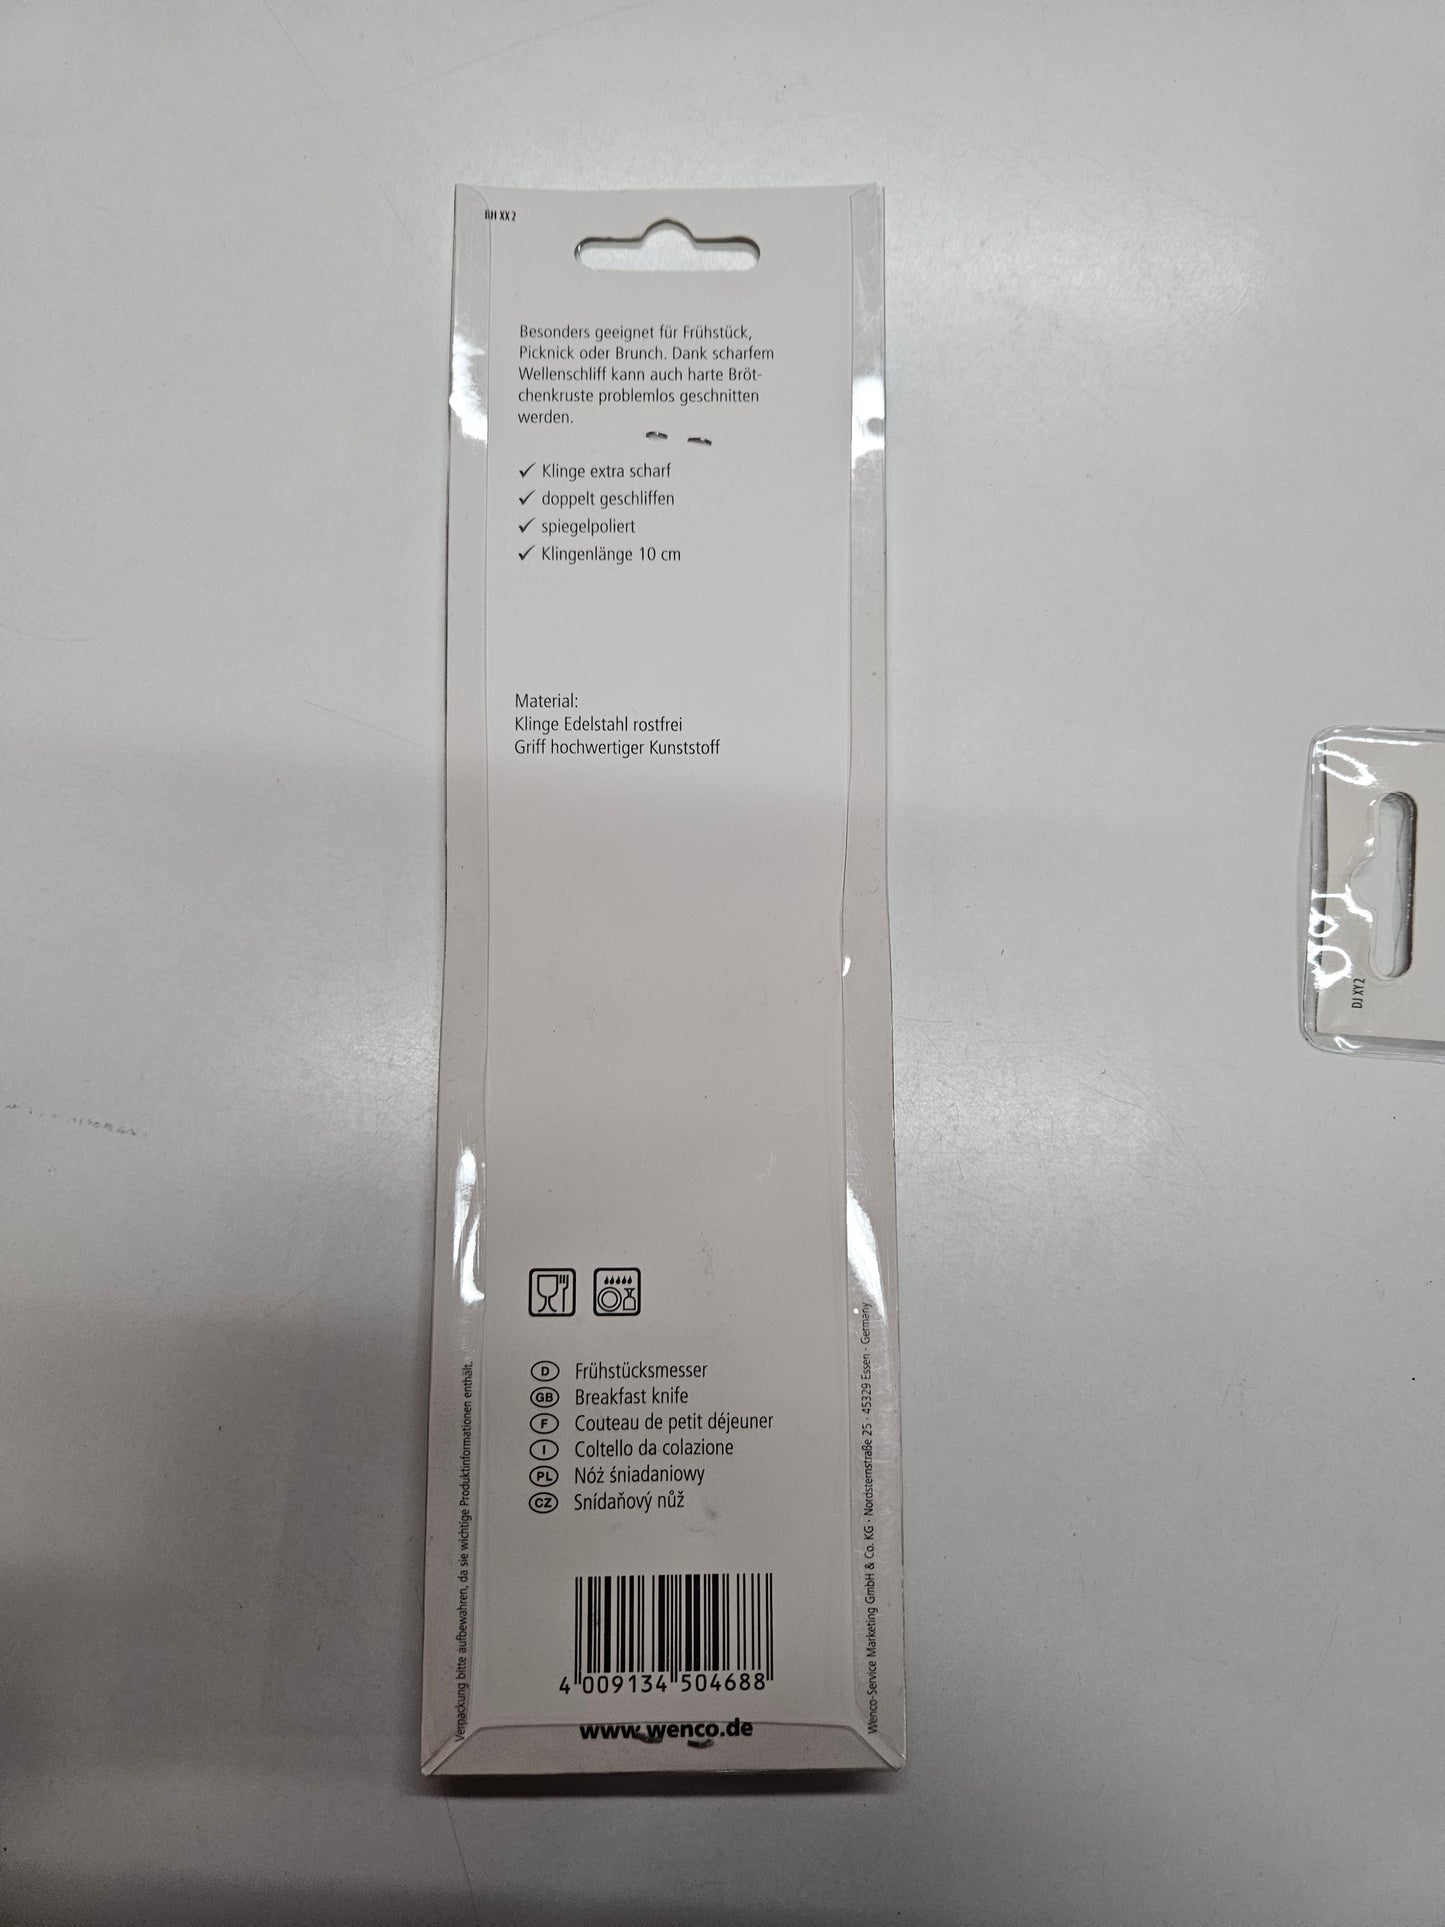 BH XX 2
Besonders geeignet für Frühstück,
Picknick oder Brunch. Dank scharfem
Wellenschliff kann auch harte Bröt-
chenkruste problemlos geschnitten
werden.
✓ Klinge extra scharf
✓ doppelt geschliffen
✓ spiegelpoliert
✓ Klingenlänge 10 cm
Material:
Klinge Edelstahl rostfrei
Griff hochwertiger Kunststoff
D Frühstücksmesser
GB Breakfast knife
F Couteau de petit déjeuner
I Coltello da colazione
PL Nóż śniadaniowy
CZ Snídaňový nůž
4 009134 504688
www.wenco.de
Verpackung bitte aufbewahren, da sie wichtige Produktinformationen enthält.
Wenco-Service Marketing GmbH & Co. KG · Nordsternstraße 25 · 45329 Essen · Germany
DJ XY 2